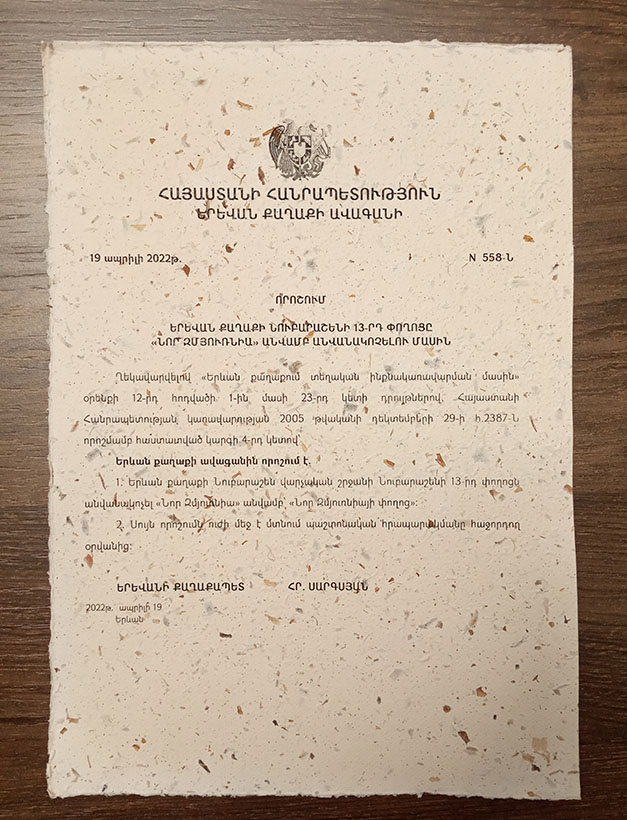 ՀԱՅԱՍՏԱՆԻ ՀԱՆՐԱՊԵՏՈՒԹՅՈՒՆ
ԵՐԵՎԱՆ ՔԱՂԱՔԻ ԱՎԱԳԱՆԻ
19 ապրիլի 2022թ. N 558-Ն
ՈՐՈՇՈՒՄ
ԵՐԵՎԱՆ ՔԱՂԱՔԻ ՆՈՒԲԱՐԱՇԵՆԻ 13-ՐԴ ՓՈՂՈՑԸ
«ՆՈՐ ԶՄՅՈՒՌՆԻԱ» ԱՆՎԱՄԲ ԱՆՎԱՆԱԿՈՉԵԼՈՒ ՄԱՍԻՆ
Ղեկավարվելով «Երևան քաղաքում տեղական ինքնակառավարման մասին»
օրենքի 12-րդ հոդվածի 1-ին մասի 23-րդ կետի դրույթներով, Հայաստանի
Հանրապետության կառավարության 2005 թվականի դեկտեմբերի 29-ի հ.2387-Ն
որոշմամբ հաստատված կարգի 4-րդ կետով՝
Երևան քաղաքի ավագանին որոշում է.
1. Երևան քաղաքի Նուբարաշեն վարչական շրջանի Նուբարաշենի 13-րդ փողոցն
անվանակոչել «Նոր Զմյուռնիա» անվամբ՝ «Նոր Զմյուռնիայի փողոց»:
2. Սույն որոշումն ուժի մեջ է մտնում պաշտոնական հրապարակմանը հաջորդող
օրվանից:
ԵՐԵՎԱՆԻ ՔԱՂԱՔԱՊԵՏ ՀՐ. ՍԱՐԳՍՅԱՆ
2022թ. ապրիլի 19
Երևան